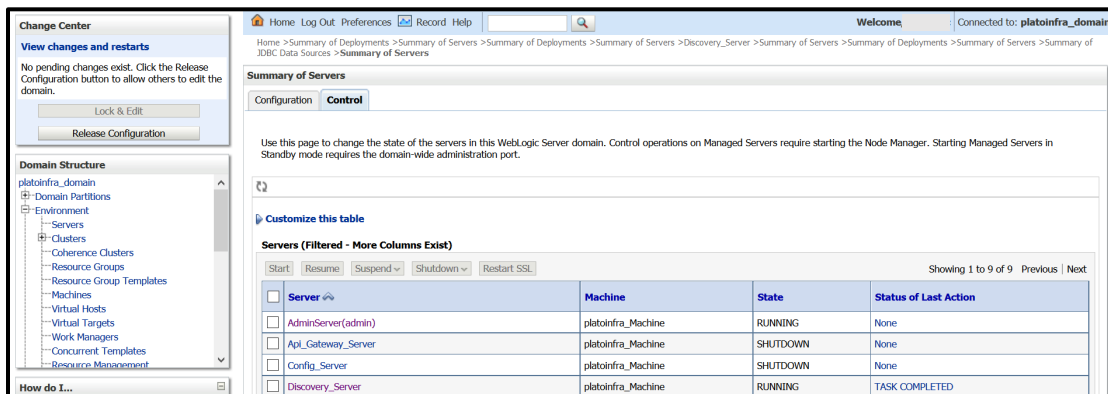 Change Center
View changes and restarts
No pending changes exist. Click the Release
Configuration button to allow others to edit the
domain.
Lock & Edit
Release Configuration
Domain Structure
platoinfra_domain
Domain Partitions
Environment
Servers
Clusters
Coherence Clusters
Resource Groups
Resource Group Templates
Machines
Virtual Hosts
Virtual Targets
Work Managers
Concurrent Templates
Resource Management
How do I...
Home Log Out Preferences Record Help
Welcome, Connected to: platoinfra_domain
Home >Summary of Deployments >Summary of Servers >Summary of Deployments >Summary of Servers >Discovery_Server >Summary of Servers >Summary of Deployments >Summary of Servers >Summary of
JDBC Data Sources >Summary of Servers
Summary of Servers
Configuration Control
Use this page to change the state of the servers in this WebLogic Server domain. Control operations on Managed Servers require starting the Node Manager. Starting Managed Servers in
Standby mode requires the domain-wide administration port.
Customize this table
Servers (Filtered - More Columns Exist)
Start Resume Suspend Shutdown Restart SSL Showing 1 to 9 of 9 Previous | Next
Server Machine State Status of Last Action
AdminServer(admin) platoinfra_Machine RUNNING None
Api_Gateway_Server platoinfra_Machine SHUTDOWN None
Config_Server platoinfra_Machine SHUTDOWN None
Discovery_Server platoinfra_Machine RUNNING TASK COMPLETED